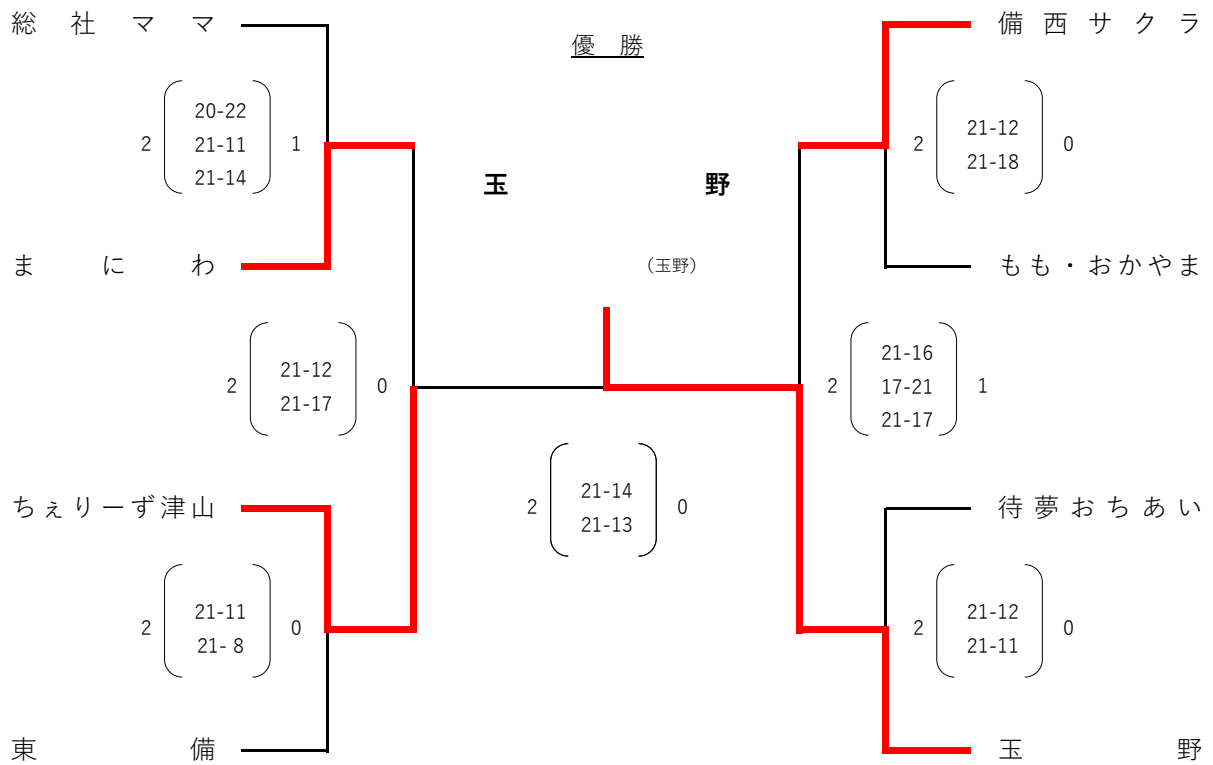 総社ママ
備西サクラ
優勝
2
20-22
21-11
21-14
1
2
21-12
21-18
0
玉野
まにわ
(玉野)
もも・おかやま
2
21-12
21-17
0
2
21-16
17-21
21-17
1
ちぇりーず津山
2
21-14
21-13
0
待夢おちあい
2
21-11
21- 8
0
2
21-12
21-11
0
東備
玉野